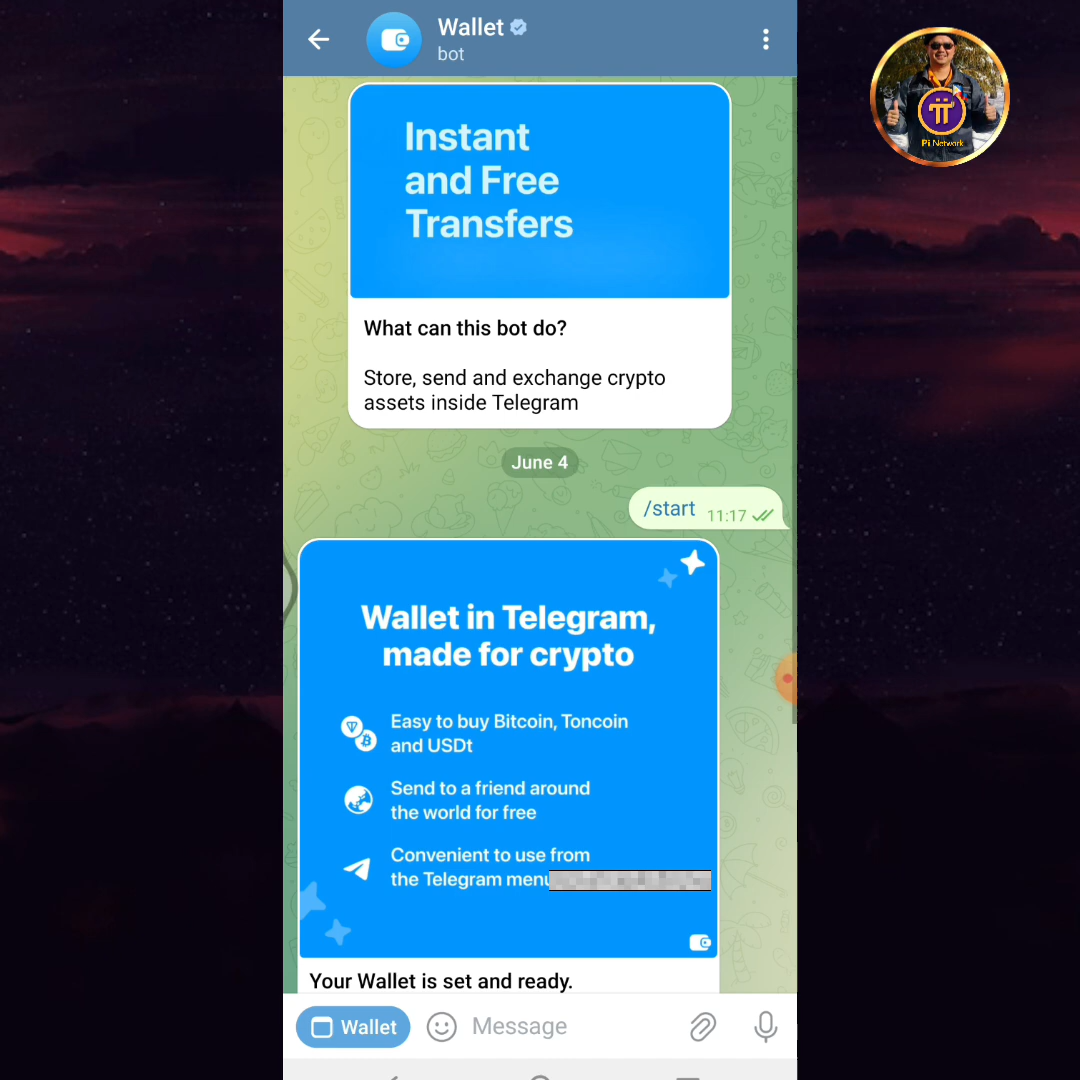 Wallet
bot
Pi Network
Instant
and Free
Transfers
What can this bot do?
Store, send and exchange crypto
assets inside Telegram
June 4
/start 11:17
Wallet in Telegram,
made for crypto
Easy to buy Bitcoin, Toncoin
and USDt
Send to a friend around
the world for free
Convenient to use from
the Telegram menu
Your Wallet is set and ready.
Wallet
Message